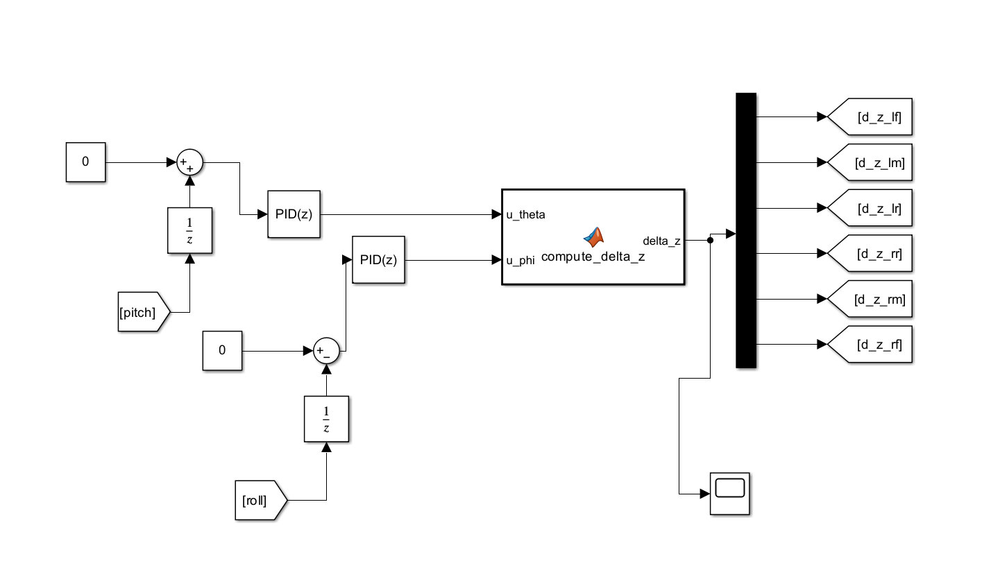 0
+
+
1
z
[pitch]
PID(z)
0
+
−
1
z
[roll]
PID(z)
u_theta
u_phi
delta_z
compute_delta_z
[d_z_lf]
[d_z_lm]
[d_z_lr]
[d_z_rr]
[d_z_rm]
[d_z_rf]